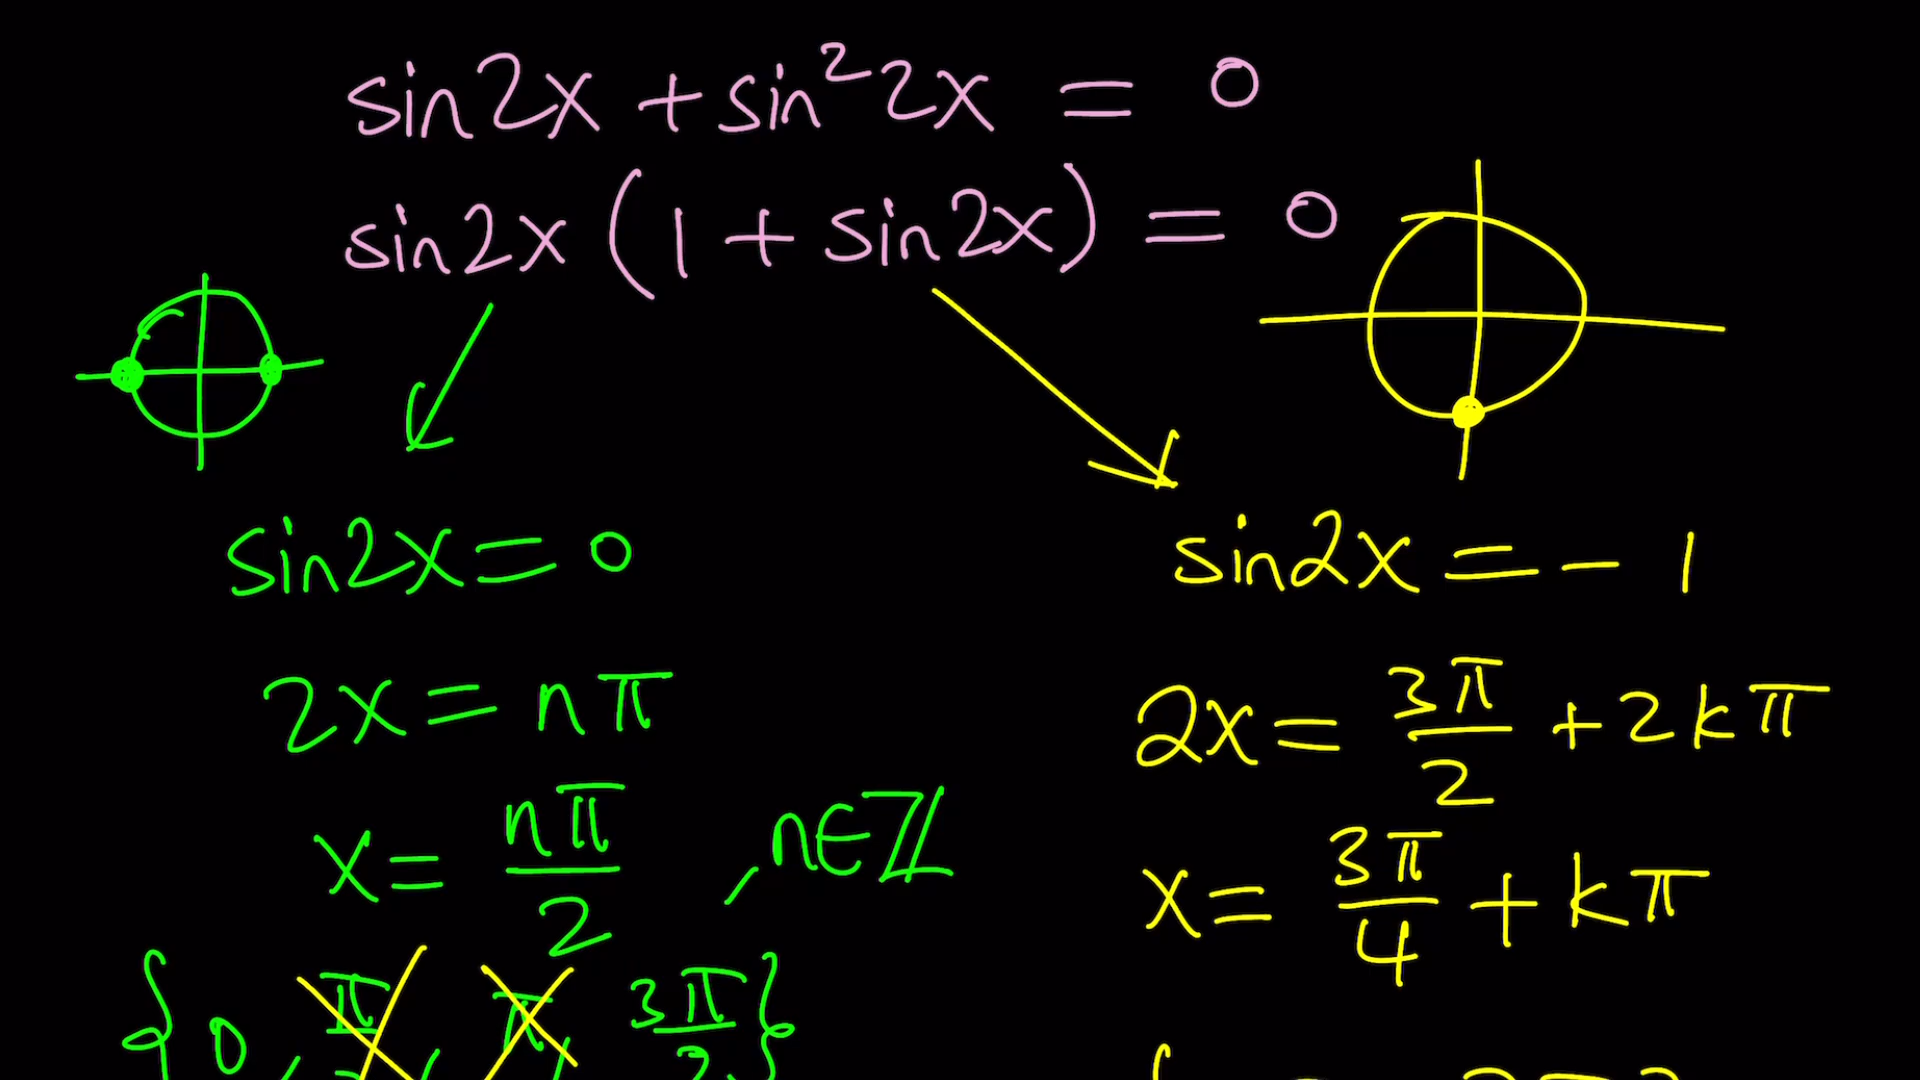 sin2x + sin²2x = 0
sin2x (1 + sin2x) = 0
sin2x = 0
2x = nπ
x = nπ/2 , n∈ℤ
{0, π/2, π, 3π/2}
sin2x = -1
2x = 3π/2 + 2kπ
x = 3π/4 + kπ